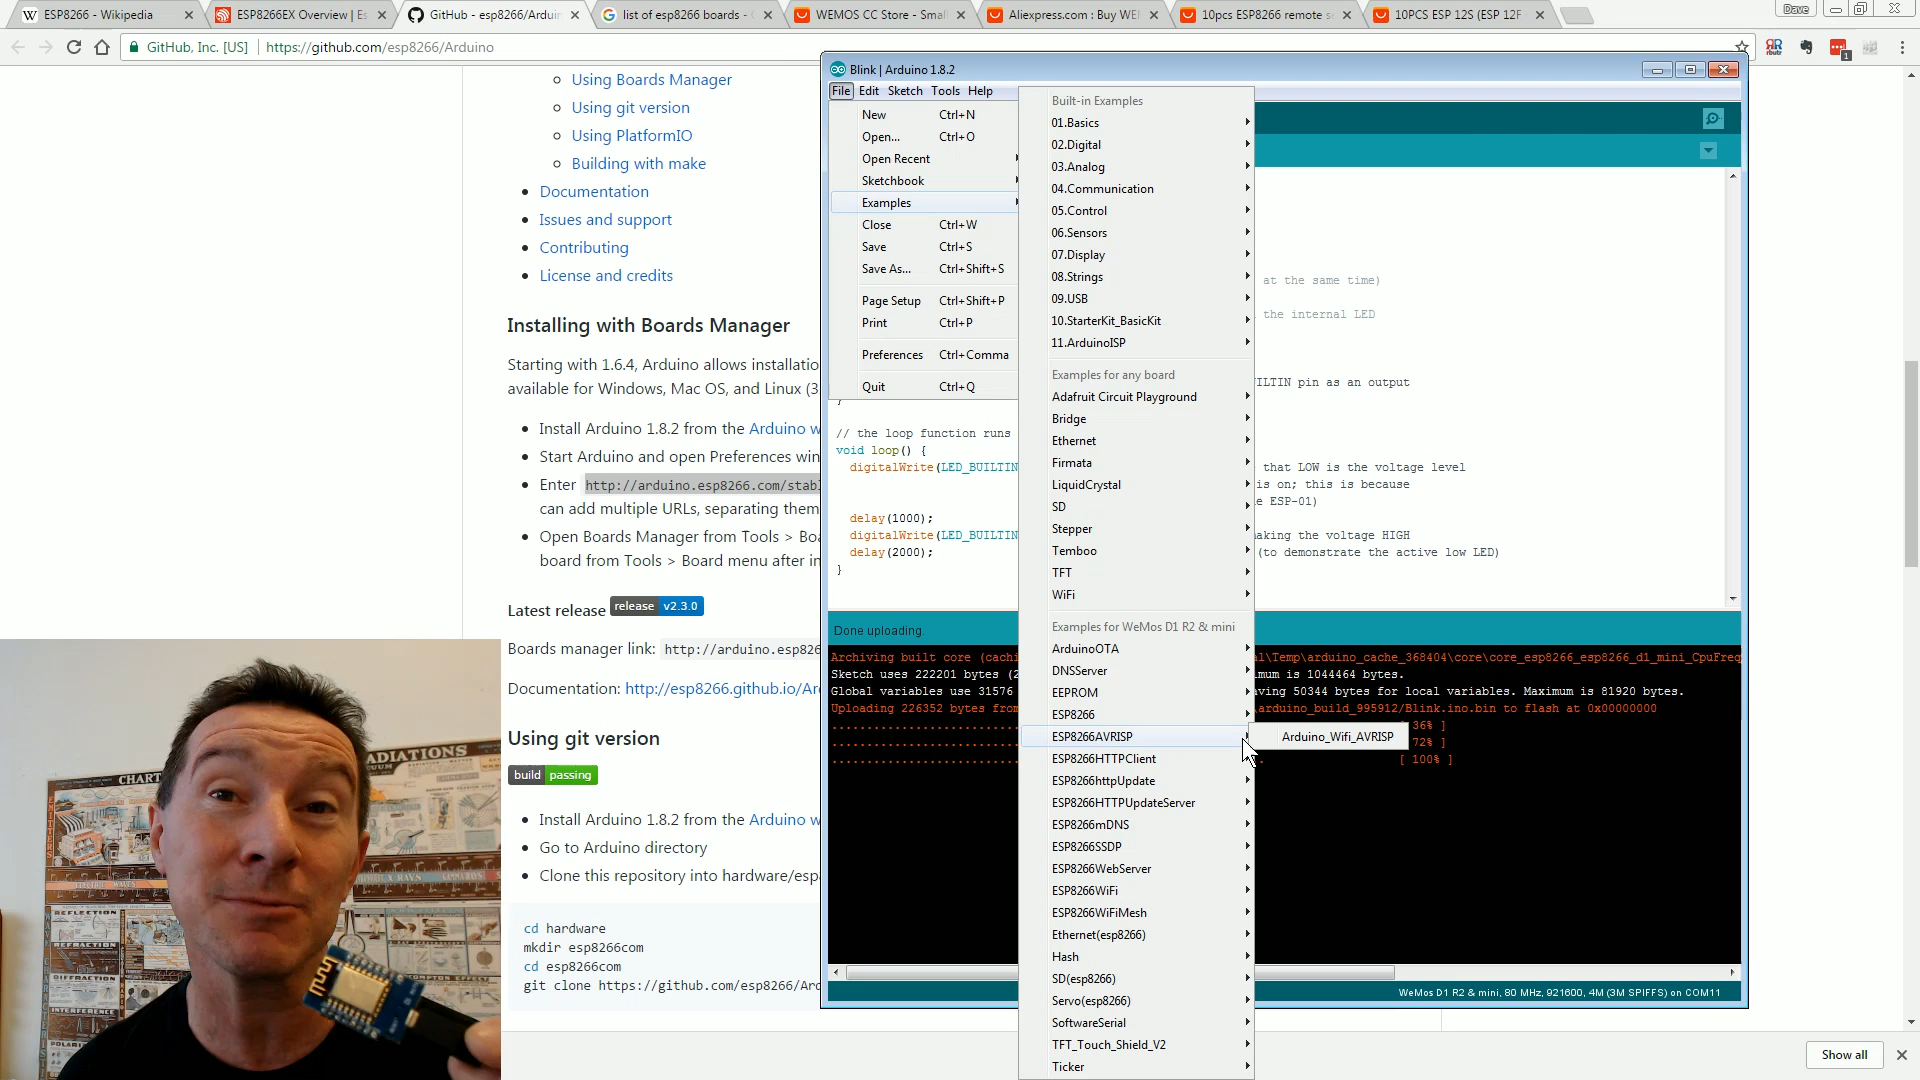 ESP8266 - Wikipedia
ESP8266EX Overview | Es
GitHub - esp8266/Arduin
list of esp8266 boards -
WEMOS CC Store - Smal
Aliexpress.com : Buy WE
10pcs ESP8266 remote se
10PCS ESP 12S (ESP 12F
Dave
GitHub, Inc. [US]
https://github.com/esp8266/Arduino
Using Boards Manager
Using git version
Using PlatformIO
Building with make
Documentation
Issues and support
Contributing
License and credits
Installing with Boards Manager
Starting with 1.6.4, Arduino allows installatio
available for Windows, Mac OS, and Linux (3
Install Arduino 1.8.2 from the Arduino w
Start Arduino and open Preferences win
Enter http://arduino.esp8266.com/stabl
can add multiple URLs, separating them
Open Boards Manager from Tools > Boa
board from Tools > Board menu after in
Latest release release v2.3.0
Boards manager link: http://arduino.esp826
Documentation: http://esp8266.github.io/Ar
Using git version
build passing
Install Arduino 1.8.2 from the Arduino w
Go to Arduino directory
Clone this repository into hardware/esp
cd hardware
mkdir esp8266com
cd esp8266com
git clone https://github.com/esp8266/Ard
Blink | Arduino 1.8.2
File Edit Sketch Tools Help
New Ctrl+N
Open... Ctrl+O
Open Recent
Sketchbook
Examples
Close Ctrl+W
Save Ctrl+S
Save As... Ctrl+Shift+S
Page Setup Ctrl+Shift+P
Print Ctrl+P
Preferences Ctrl+Comma
Quit Ctrl+Q
Built-in Examples
01.Basics
02.Digital
03.Analog
04.Communication
05.Control
06.Sensors
07.Display
08.Strings
09.USB
10.StarterKit_BasicKit
11.ArduinoISP
Examples for any board
Adafruit Circuit Playground
Bridge
Ethernet
Firmata
LiquidCrystal
SD
Stepper
Temboo
TFT
WiFi
Examples for WeMos D1 R2 & mini
ArduinoOTA
DNSServer
EEPROM
ESP8266
ESP8266AVRISP
ESP8266HTTPClient
ESP8266httpUpdate
ESP8266HTTPUpdateServer
ESP8266mDNS
ESP8266SSDP
ESP8266WebServer
ESP8266WiFi
ESP8266WiFiMesh
Ethernet(esp8266)
Hash
SD(esp8266)
Servo(esp8266)
SoftwareSerial
TFT_Touch_Shield_V2
Ticker
Arduino_Wifi_AVRISP
at the same time)
the internal LED
LTIN pin as an output
}
// the loop function runs
void loop() {
digitalWrite(LED_BUILTIN that LOW is the voltage level
is on; this is because
e ESP-01)
delay(1000);
digitalWrite(LED_BUILTIN making the voltage HIGH
delay(2000); (to demonstrate the active low LED)
}
Done uploading.
Archiving built core (cachi al\Temp\arduino_cache_368404\core\core_esp8266_esp8266_d1_mini_CpuFreq
Sketch uses 222201 bytes (2 mum is 1044464 bytes.
Global variables use 31576 aving 50344 bytes for local variables. Maximum is 81920 bytes.
Uploading 226352 bytes from \arduino_build_995912/Blink.ino.bin to flash at 0x00000000
[ 36% ]
[ 72% ]
[ 100% ]
WeMos D1 R2 & mini, 80 MHz, 921600, 4M (3M SPIFFS) on COM11
Show all
RADIATIONS
EMITTERS
REFLECTION
REFRACTION
DIFFRACTION
INTERFERENCE